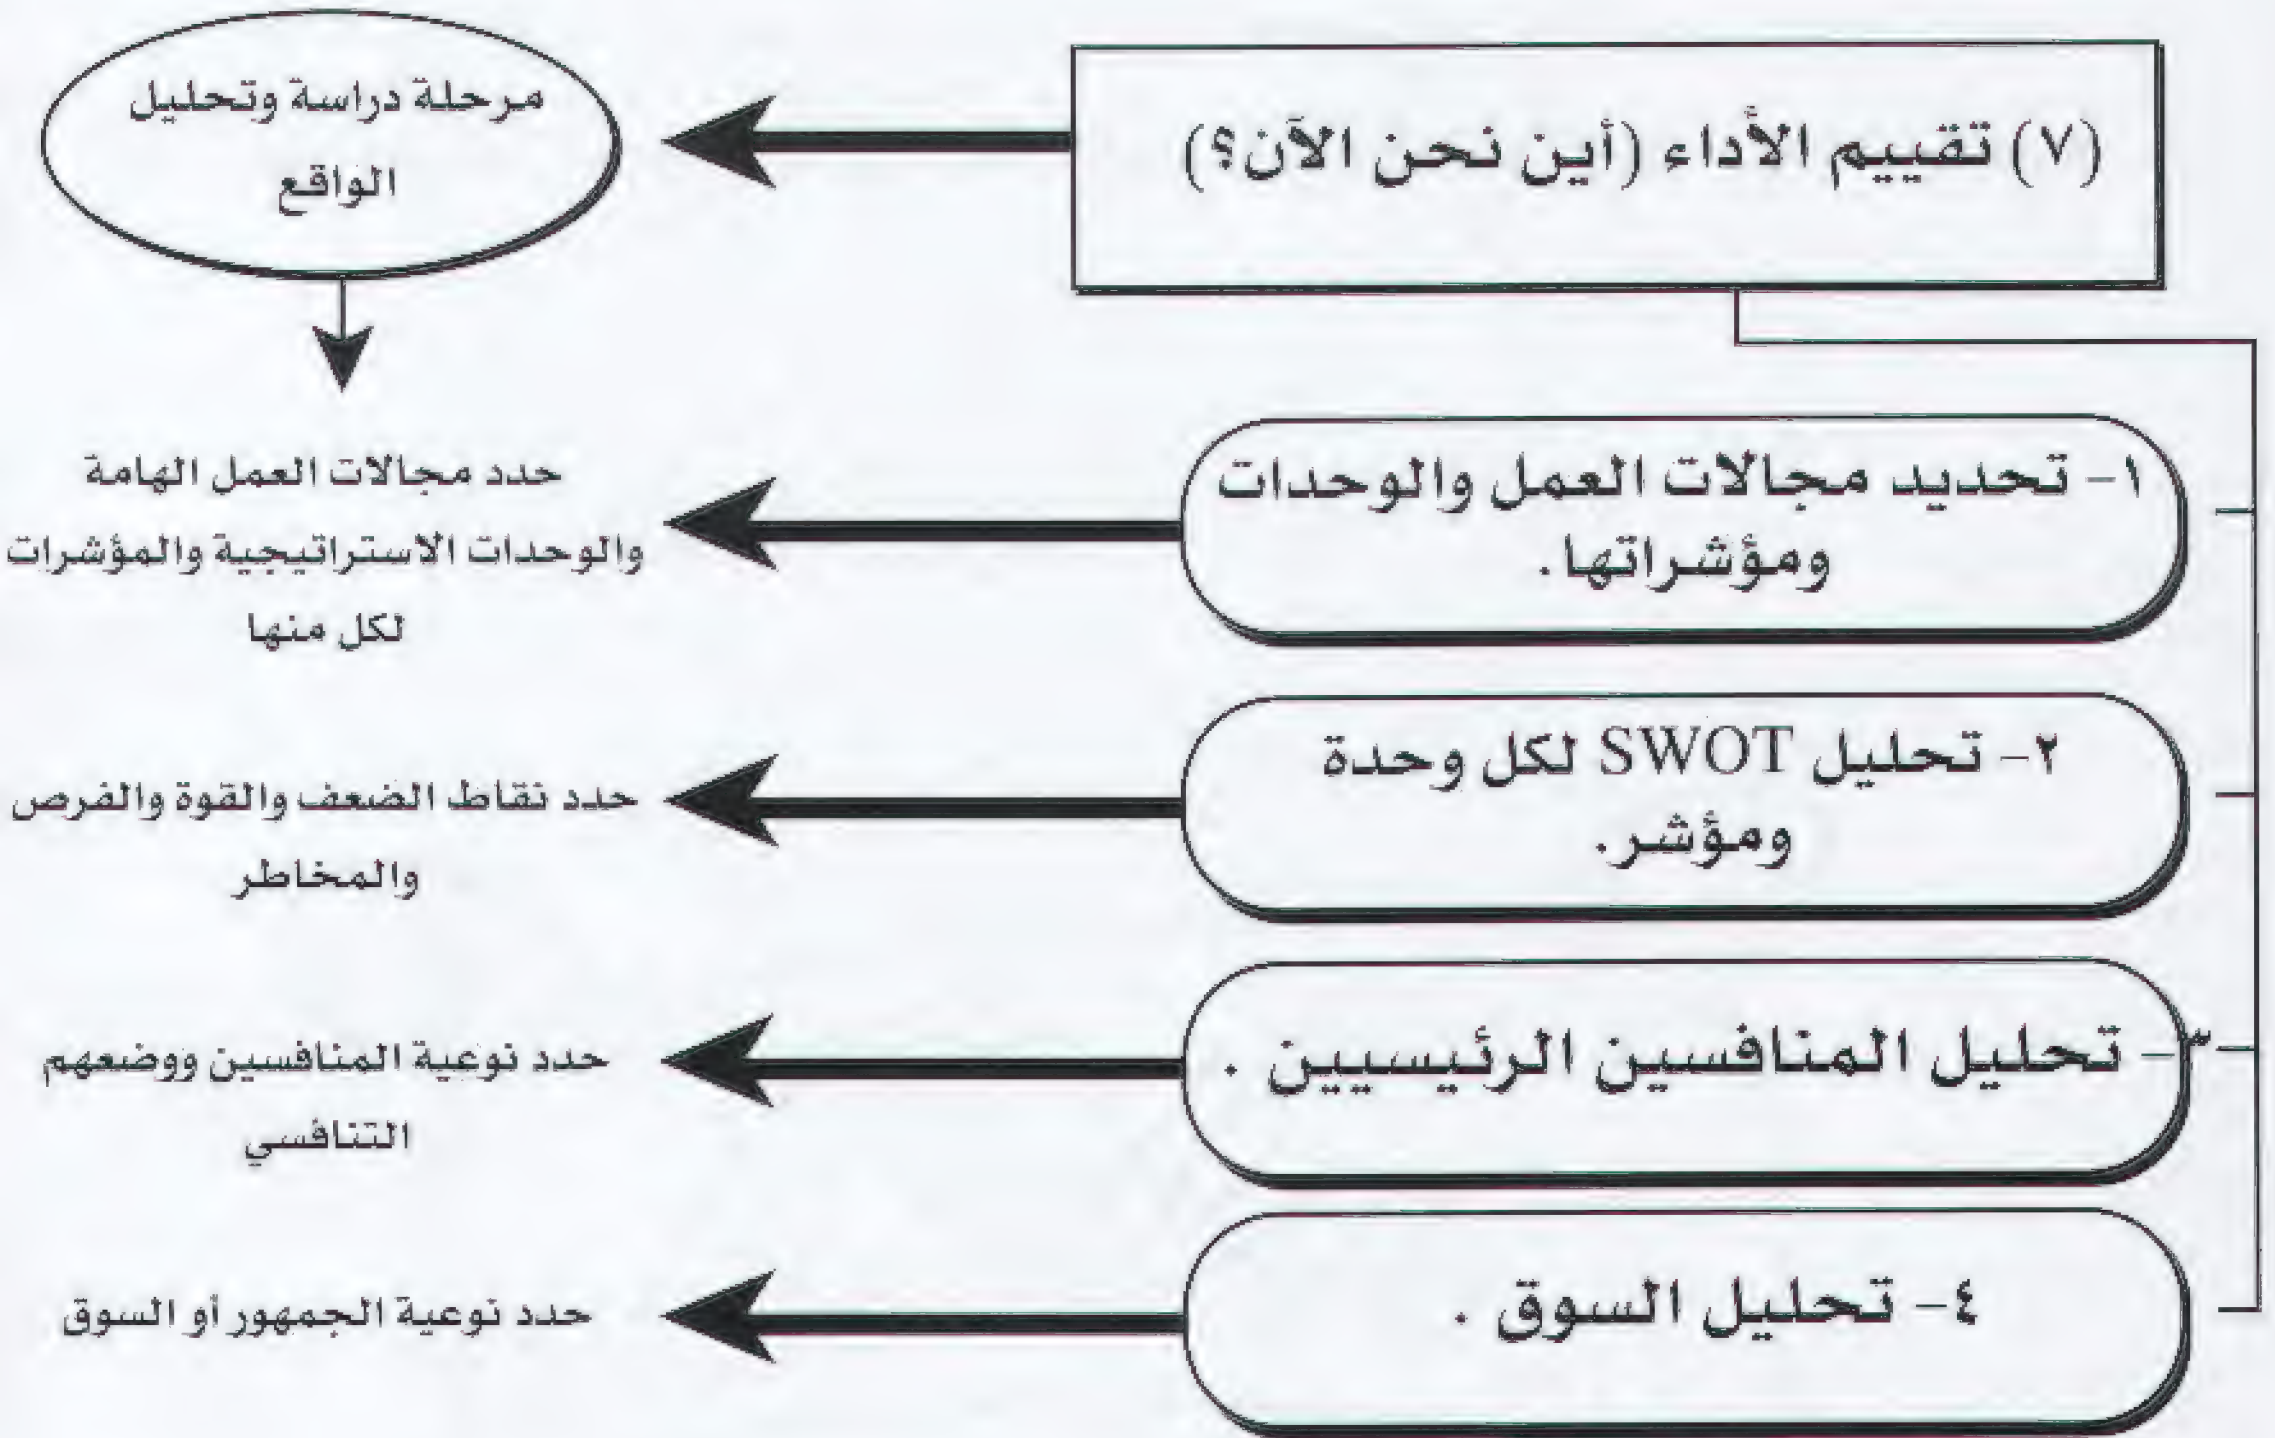 (٧) تقييم الأداء (أين نحن الآن؟)
مرحلة دراسة وتحليل
الواقع
١- تحديد مجالات العمل والوحدات
ومؤشراتها.
حدد مجالات العمل الهامة
والوحدات الاستراتيجية والمؤشرات
لكل منها
٢- تحليل SWOT لكل وحدة
ومؤشر.
حدد نقاط الضعف والقوة والفرص
والمخاطر
٣- تحليل المنافسين الرئيسيين .
حدد نوعية المنافسين ووضعهم
التنافسي
٤- تحليل السوق .
حدد نوعية الجمهور أو السوق